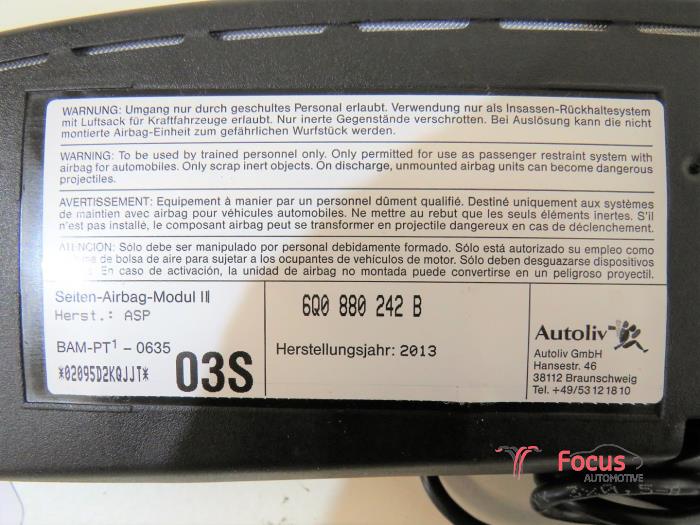 WARNUNG: Umgang nur durch geschultes Personal erlaubt. Verwendung nur als Insassen-Rückhaltesystem
mit Luftsack für Kraftfahrzeuge erlaubt. Nur inerte Gegenstände verschrotten. Bei Auslösung kann die nicht
montierte Airbag-Einheit zum gefährlichen Wurfstück werden.
WARNING: To be used by trained personnel only. Only permitted for use as passenger restraint system with
airbag for automobiles. Only scrap inert objects. On discharge, unmounted airbag units can become dangerous
projectiles.
AVERTISSEMENT: Equipement à manier par un personnel dûment qualifié. Destiné uniquement aux systèmes
de maintien avec airbag pour véhicules automobiles. Ne mettre au rebut que les seuls éléments inertes. S'il
n'est pas installé, le composant airbag peut se transformer en projectile dangereux en cas de déclenchement.
ATENCION: Sólo debe ser manipulado por personal debidamente formado. Sólo está autorizado su empleo como
de bolsa de aire para sujetar a los ocupantes de vehículos de motor. Sólo deben desguazarse dispositivos
En caso de activación, la unidad de airbag no montada puede convertirse en un peligroso proyectil.
Seiten-Airbag-Modul II
Herst.: ASP
BAM-PT¹ - 0635
*02095D2KQJJT*
03S
6Q0 880 242 B
Herstellungsjahr: 2013
Autoliv
Autoliv GmbH
Hansestr. 46
38112 Braunschweig
Tel. +49/53 12 18 10
Focus
AUTOMOTIVE